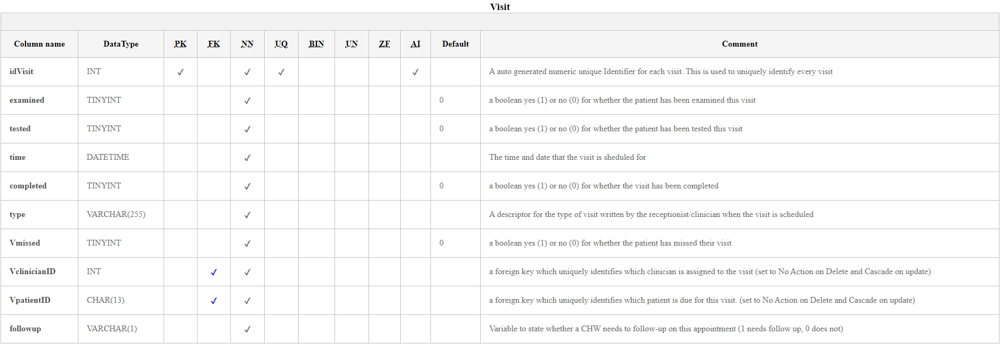 Visit
Column name DataType PK FK NN UQ BIN UN ZF AI Default Comment
idVisit INT ✓ ✓ ✓ ✓ A auto generated numeric unique Identifier for each visit. This is used to uniquely identify every visit
examined TINYINT ✓ 0 a boolean yes (1) or no (0) for whether the patient has been examined this visit
tested TINYINT ✓ 0 a boolean yes (1) or no (0) for whether the patient has been tested this visit
time DATETIME ✓ The time and date that the visit is sheduled for
completed TINYINT ✓ 0 a boolean yes (1) or no (0) for whether the visit has been completed
type VARCHAR(255) ✓ A descriptor for the type of visit written by the receptionist/clinician when the visit is scheduled
Vmissed TINYINT ✓ 0 a boolean yes (1) or no (0) for whether the patient has missed their visit
VclinicianID INT ✓ ✓ a foreign key which uniquely identifies which clinician is assigned to the visit (set to No Action on Delete and Cascade on update)
VpatientID CHAR(13) ✓ ✓ a foreign key which uniquely identifies which patient is due for this visit. (set to No Action on Delete and Cascade on update)
followup VARCHAR(1) ✓ Variable to state whether a CHW needs to follow-up on this appointment (1 needs follow up, 0 does not)